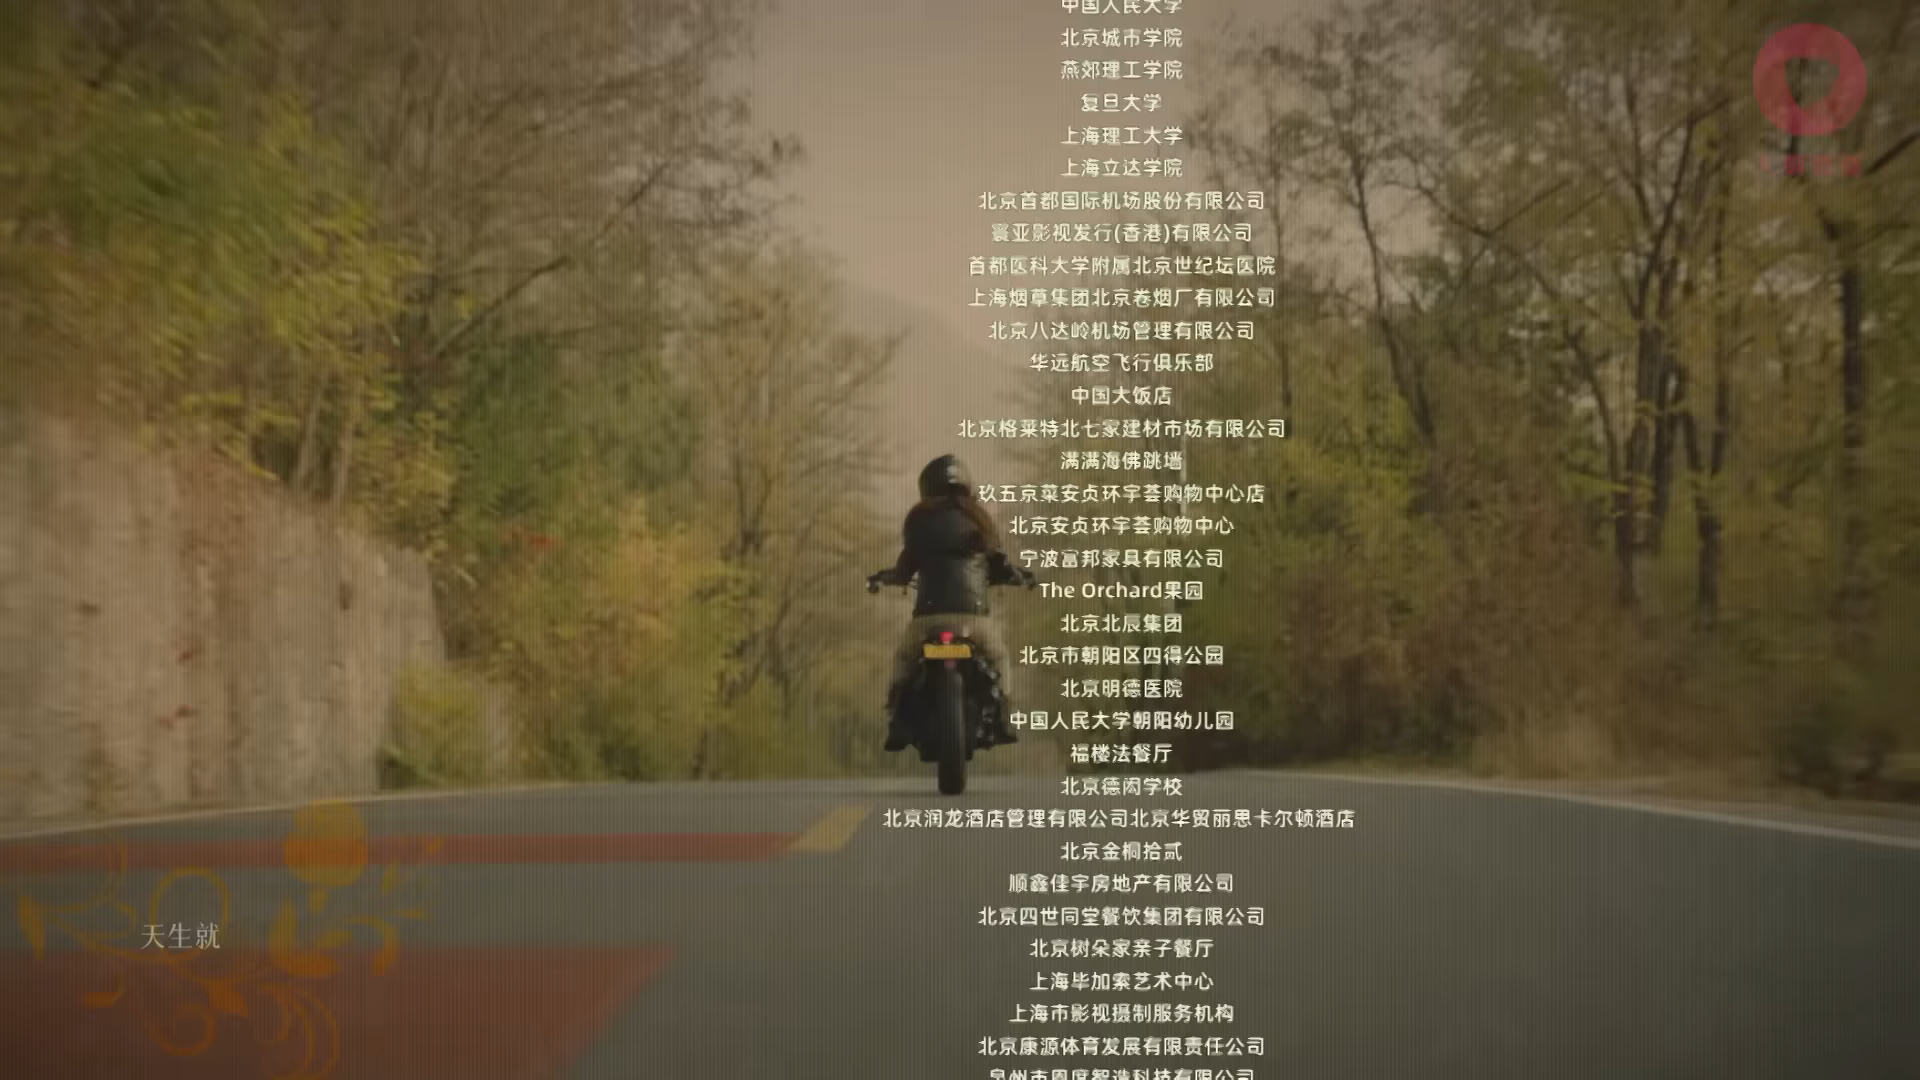 中国人民大学
北京城市学院
燕郊理工学院
复旦大学
上海理工大学
上海立达学院
北京首都国际机场股份有限公司
寰亚影视发行(香港)有限公司
首都医科大学附属北京世纪坛医院
上海烟草集团北京卷烟厂有限公司
北京八达岭机场管理有限公司
华远航空飞行俱乐部
中国大饭店
北京格莱特北七家建材市场有限公司
满满海佛跳墙
玖五京菜安贞环宇荟购物中心店
北京安贞环宇荟购物中心
宁波富邦家具有限公司
The Orchard果园
北京北辰集团
北京市朝阳区四得公园
北京明德医院
中国人民大学朝阳幼儿园
福楼法餐厅
北京德闳学校
北京润龙酒店管理有限公司北京华贸丽思卡尔顿酒店
北京金桐拾贰
顺鑫佳宇房地产有限公司
北京四世同堂餐饮集团有限公司
天生就
北京树朵家亲子餐厅
上海毕加索艺术中心
上海市影视摄制服务机构
北京康源体育发展有限责任公司